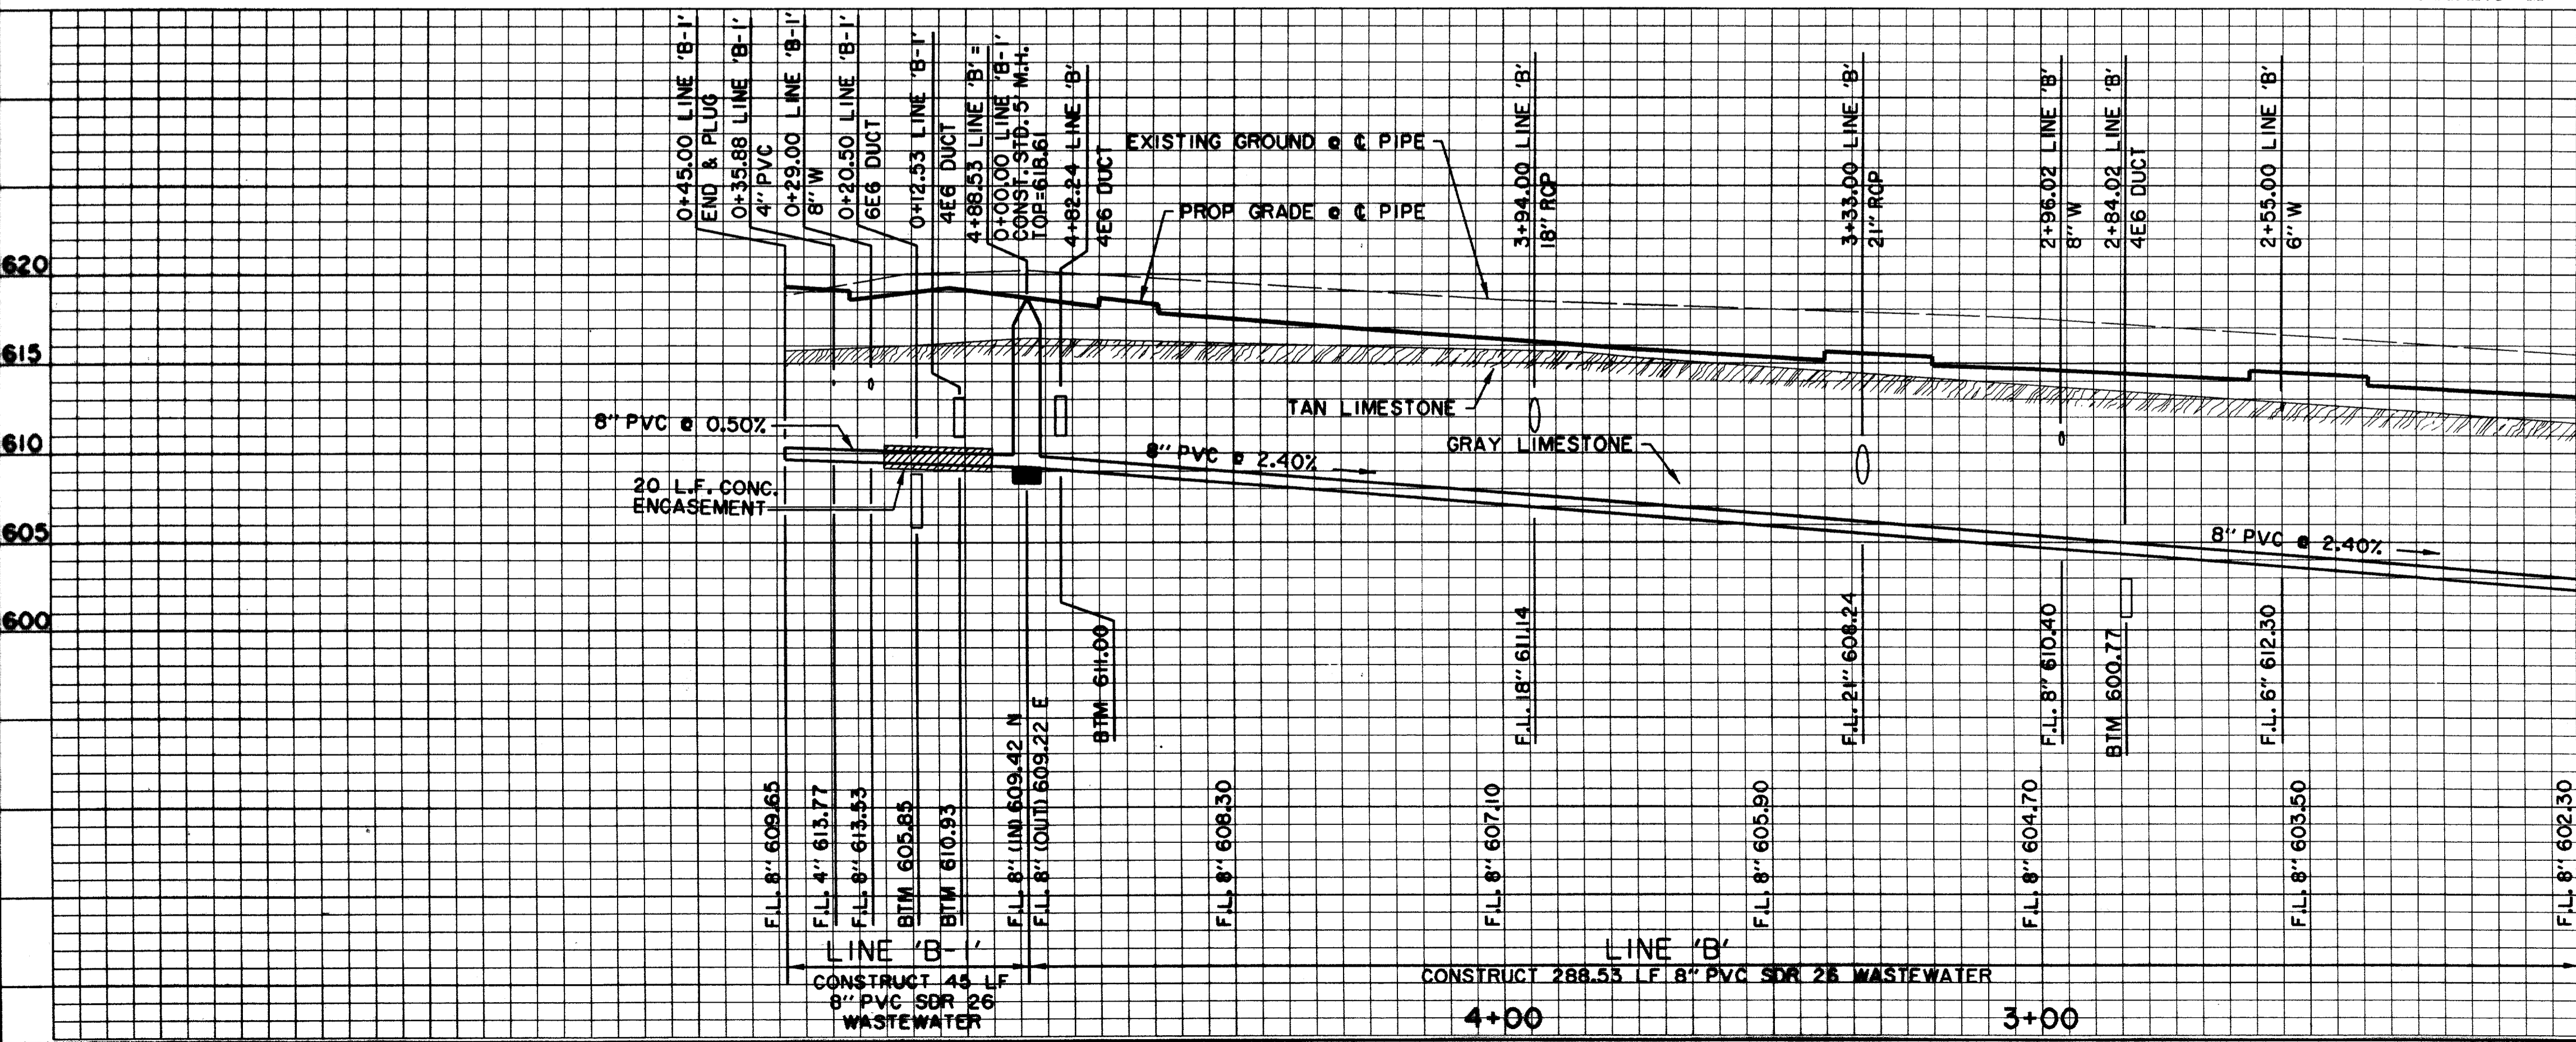 0+45.00 LINE 'B-1'
END & PLUG
0+35.88 LINE 'B-1'
4" PVC
0+29.00 LINE 'B-1'
8" W
0+20.50 LINE 'B-1'
6E6 DUCT
0+12.53 LINE 'B-1'
4E6 DUCT
4+88.53 LINE 'B' =
0+00.00 LINE 'B-1'
CONST. STD. 5' M.H.
TOP=618.61
4+82.24 LINE 'B'
4E6 DUCT
EXISTING GROUND @ ℄ PIPE
PROP GRADE @ ℄ PIPE
3+94.00 LINE 'B'
18" RCP
3+33.00 LINE 'B'
21" RCP
2+96.02 LINE 'B'
8" W
2+84.02 LINE 'B'
4E6 DUCT
2+55.00 LINE 'B'
6" W
620
615
610
605
600
8" PVC @ 0.50%
20 L.F. CONC.
ENCASEMENT
TAN LIMESTONE
GRAY LIMESTONE
8" PVC @ 2.40%
8" PVC @ 2.40%
F.L. 8" 609.65
F.L. 4" 613.77
F.L. 8" 613.53
BTM 605.85
BTM 610.93
F.L. 8" (IN) 609.42 N
F.L. 8" (OUT) 609.22 E
BTM 611.00
F.L. 8" 608.30
F.L. 18" 611.14
F.L. 8" 607.10
F.L. 21" 608.24
F.L. 8" 605.90
F.L. 8" 610.40
F.L. 8" 604.70
BTM 600.77
F.L. 6" 612.30
F.L. 8" 603.50
F.L. 8" 602.30
LINE 'B-1'
CONSTRUCT 45 LF
8" PVC SDR 26
WASTEWATER
LINE 'B'
CONSTRUCT 288.53 LF 8" PVC SDR 26 WASTEWATER
4+00
3+00